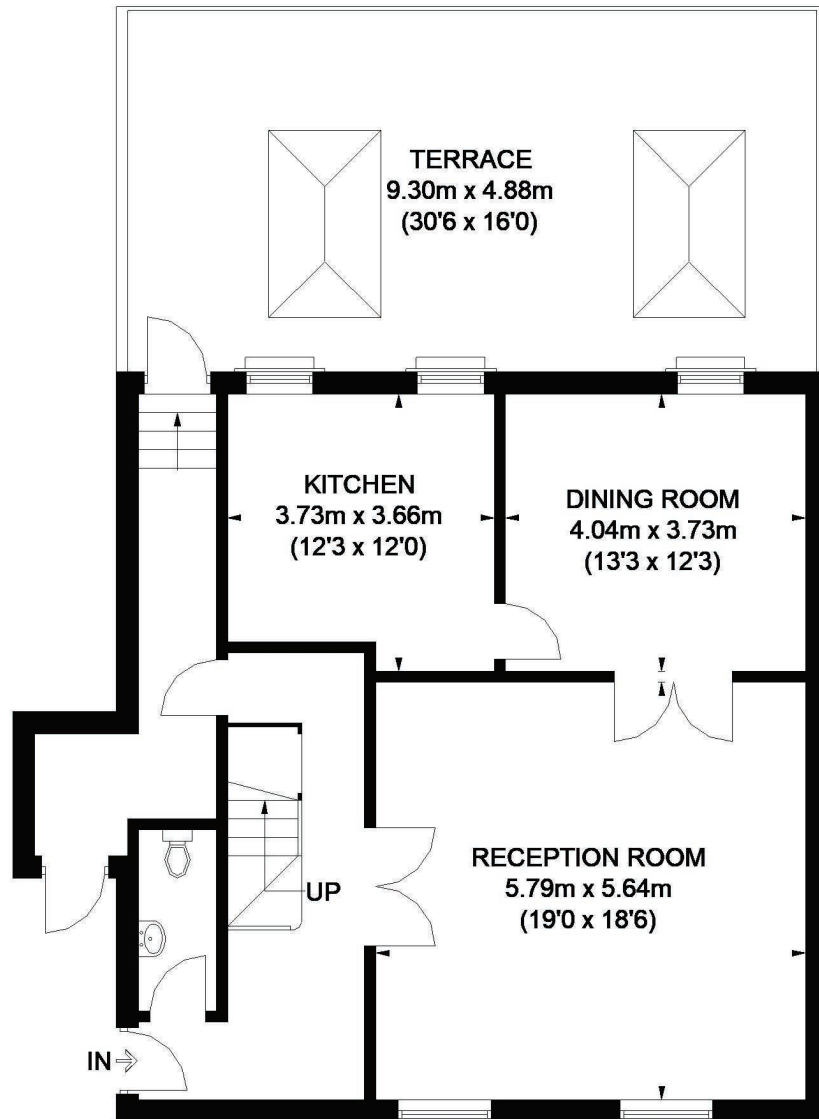 TERRACE
9.30m x 4.88m
(30'6 x 16'0)
KITCHEN
3.73m x 3.66m
(12'3 x 12'0)
DINING ROOM
4.04m x 3.73m
(13'3 x 12'3)
RECEPTION ROOM
5.79m x 5.64m
(19'0 x 18'6)
UP
IN